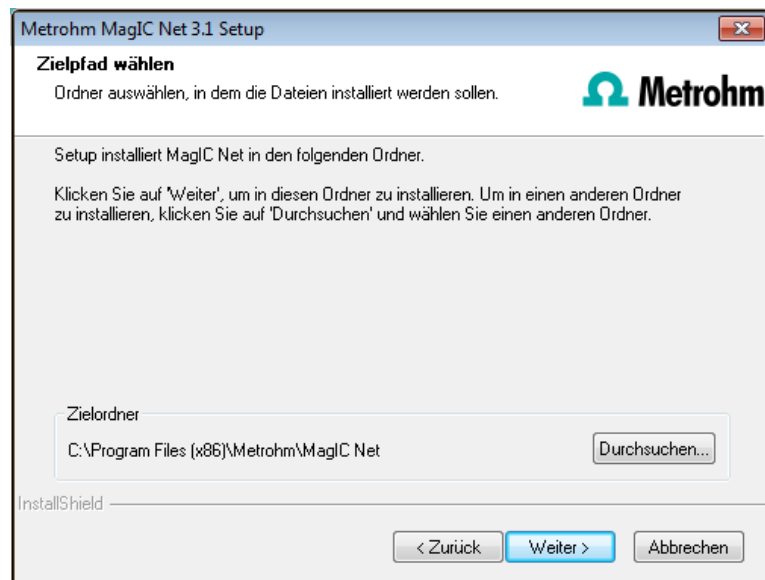 Metrohm MagIC Net 3.1 Setup
Zielpfad wählen
Ordner auswählen, in dem die Dateien installiert werden sollen.
Metrohm
Setup installiert MagIC Net in den folgenden Ordner.
Klicken Sie auf 'Weiter', um in diesen Ordner zu installieren. Um in einen anderen Ordner
zu installieren, klicken Sie auf 'Durchsuchen' und wählen Sie einen anderen Ordner.
Zielordner
C:\Program Files (x86)\Metrohm\MagIC Net
Durchsuchen...
InstallShield
< Zurück
Weiter >
Abbrechen